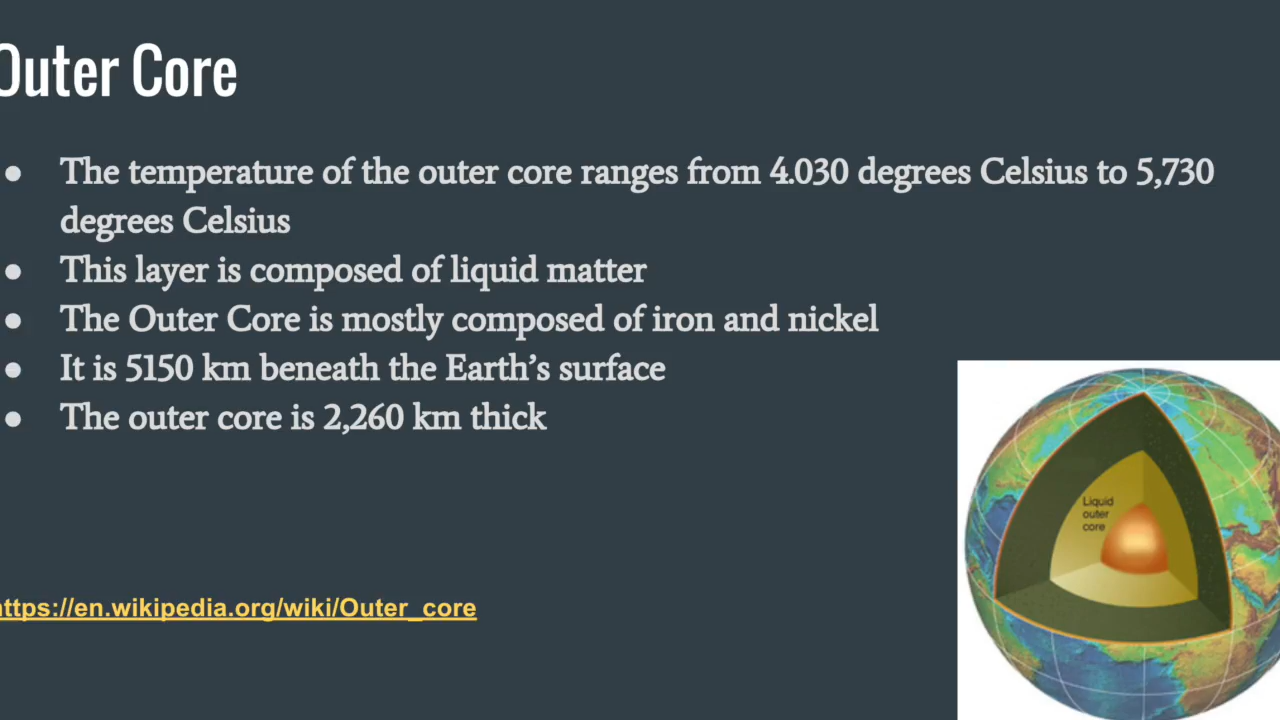 Outer Core
● The temperature of the outer core ranges from 4.030 degrees Celsius to 5,730
degrees Celsius
● This layer is composed of liquid matter
● The Outer Core is mostly composed of iron and nickel
● It is 5150 km beneath the Earth’s surface
● The outer core is 2,260 km thick
Liquid
outer
core
https://en.wikipedia.org/wiki/Outer_core